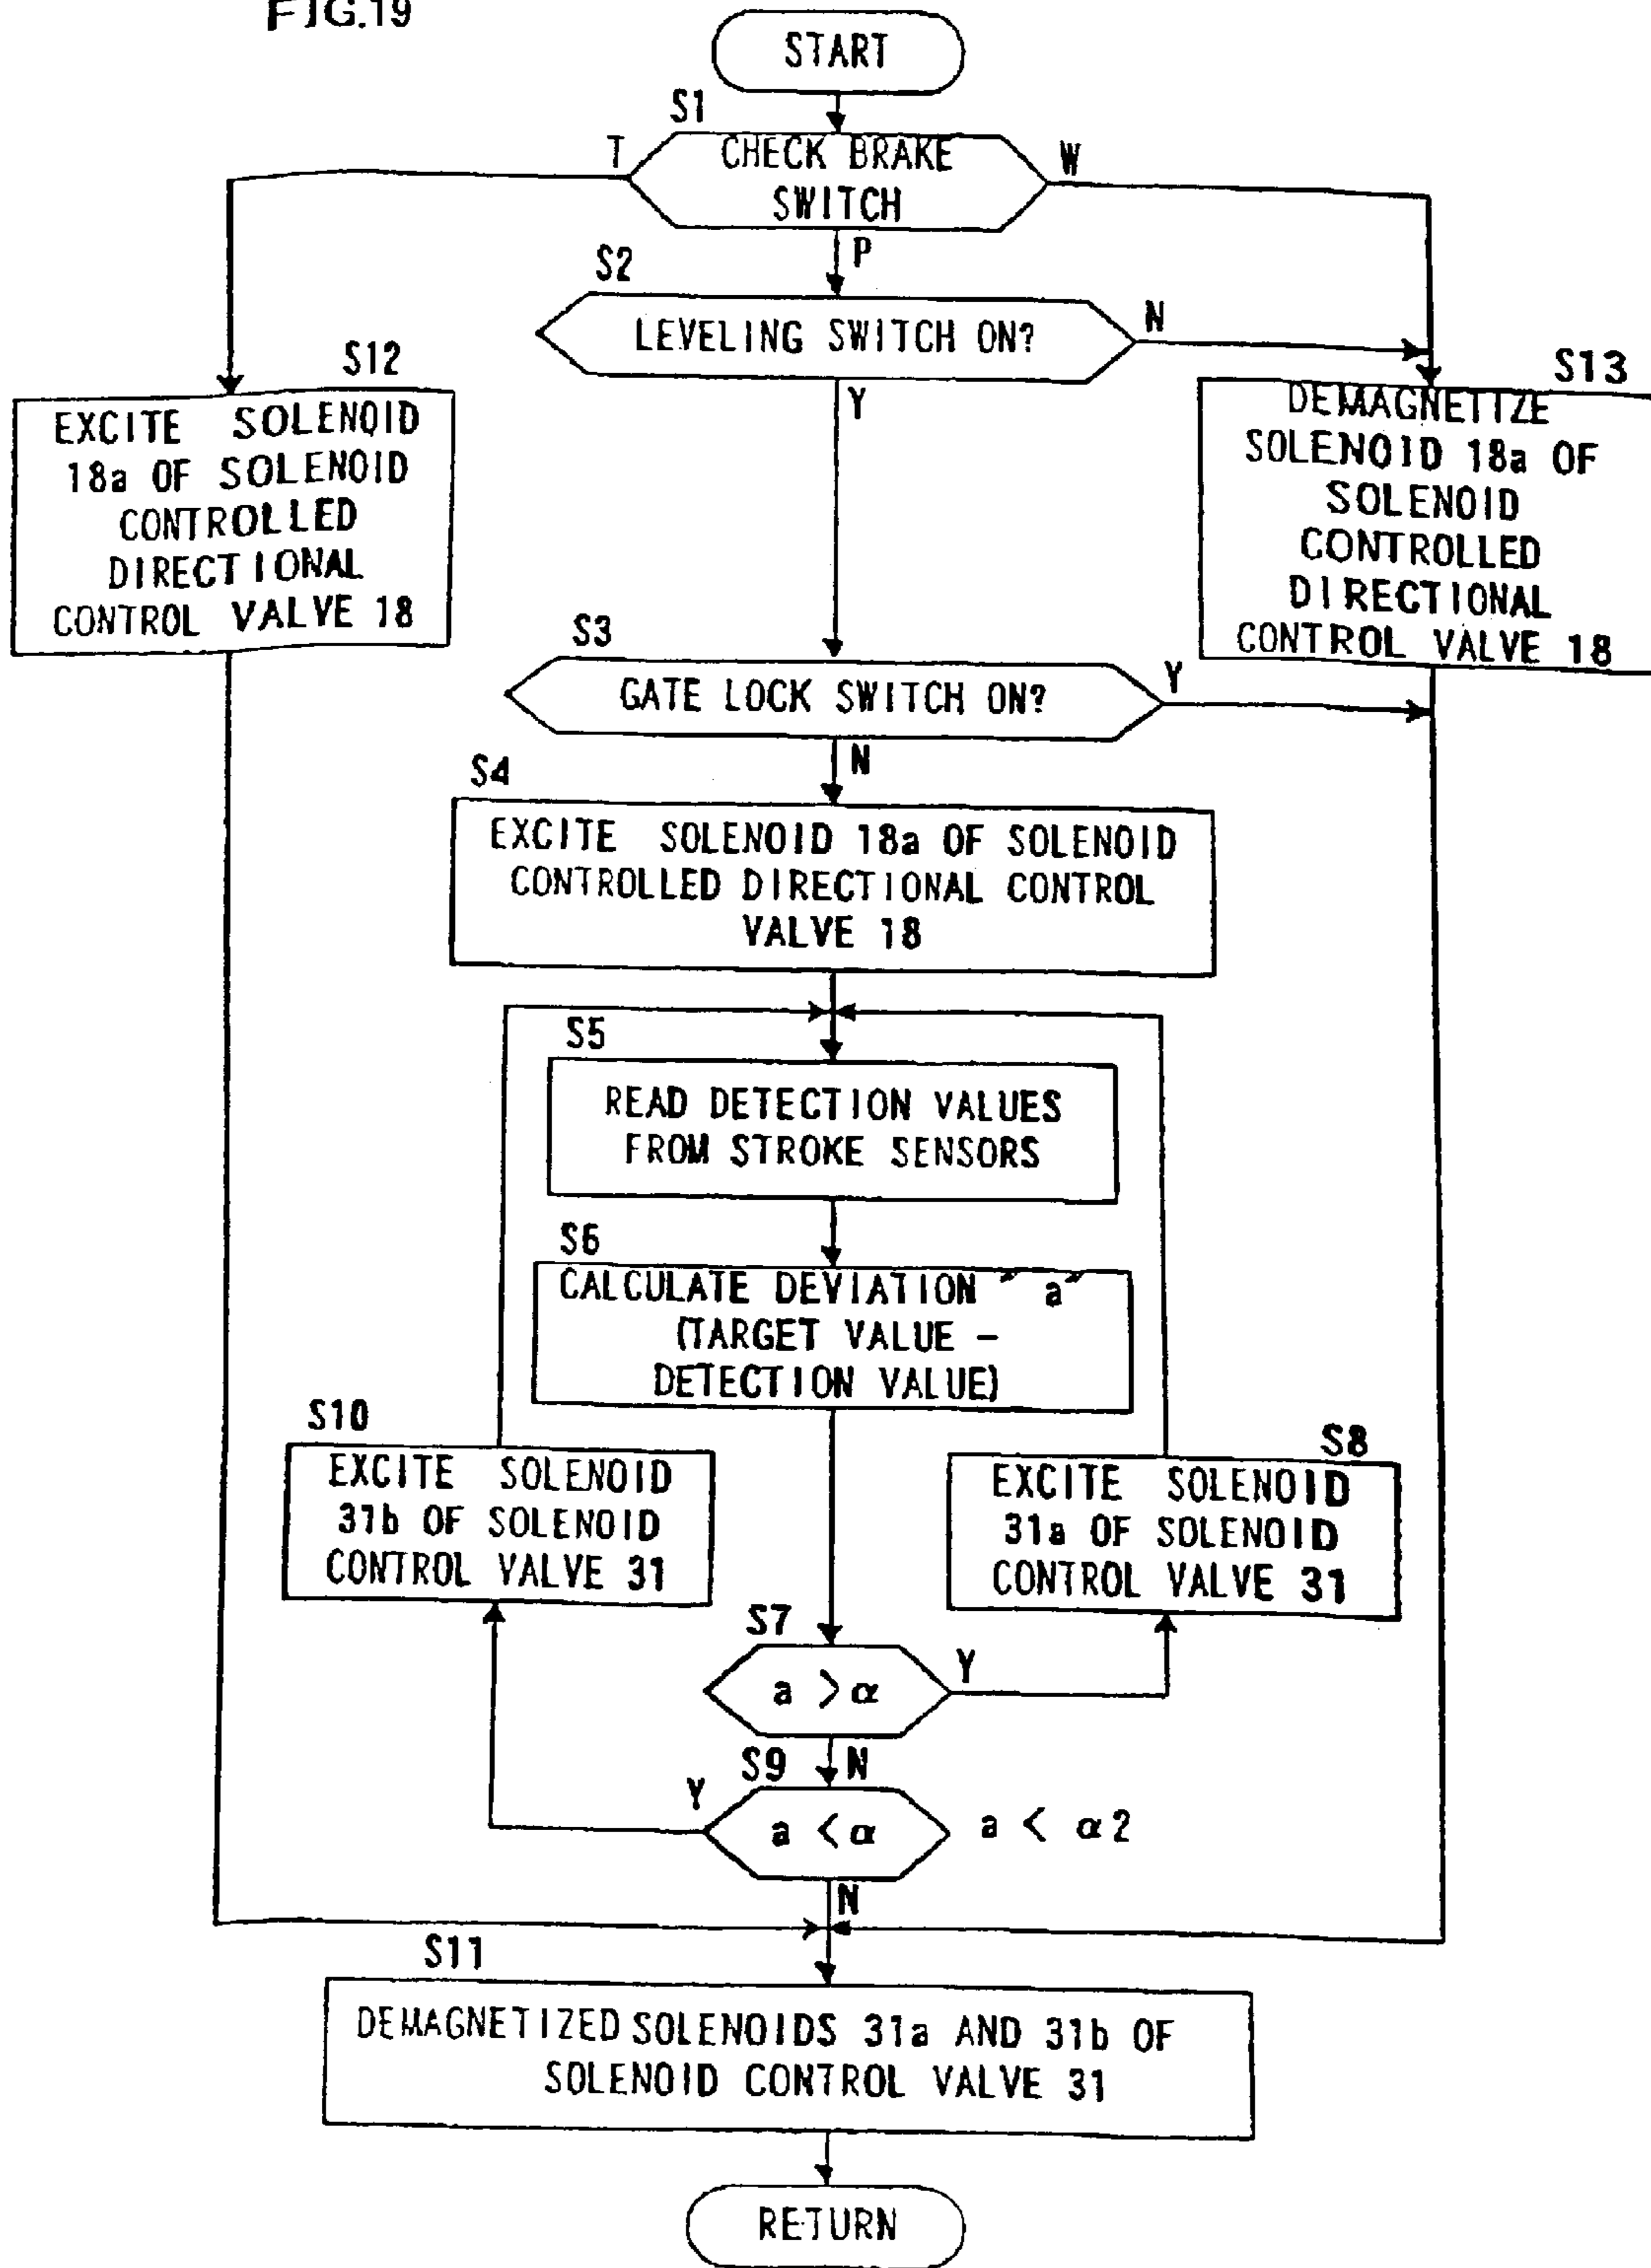 FIG.19
START
S1
T
CHECK BRAKE
SWITCH
W
P
S2
LEVELING SWITCH ON?
N
Y
S12
EXCITE SOLENOID
18a OF SOLENOID
CONTROLLED
DIRECTIONAL
CONTROL VALVE 18
S13
DEMAGNETIZE
SOLENOID 18a OF
SOLENOID
CONTROLLED
DIRECTIONAL
CONTROL VALVE 18
S3
GATE LOCK SWITCH ON?
Y
N
S4
EXCITE SOLENOID 18a OF SOLENOID
CONTROLLED DIRECTIONAL CONTROL
VALVE 18
S5
READ DETECTION VALUES
FROM STROKE SENSORS
S6
CALCULATE DEVIATION " a"
(TARGET VALUE -
DETECTION VALUE)
S10
EXCITE SOLENOID
31b OF SOLENOID
CONTROL VALVE 31
S8
EXCITE SOLENOID
31a OF SOLENOID
CONTROL VALVE 31
S7
a > α
Y
N
S9
Y
a < α
a < α2
N
S11
DEMAGNETIZED SOLENOIDS 31a AND 31b OF
SOLENOID CONTROL VALVE 31
RETURN